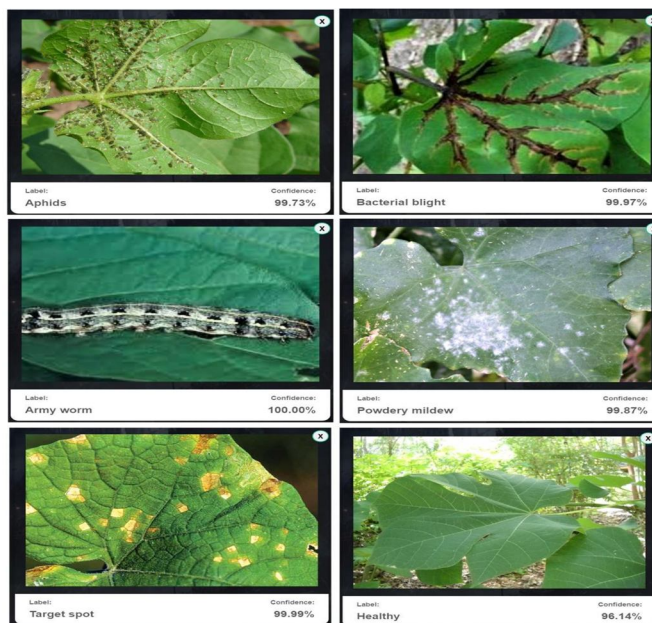 X
X
Label: Confidence:
Aphids 99.73%
Label: Confidence:
Bacterial blight 99.97%
X
Label: Confidence:
Army worm 100.00%
Label: Confidence:
Powdery mildew 99.87%
X
X
Label: Confidence:
Target spot 99.99%
Label: Confidence:
Healthy 96.14%